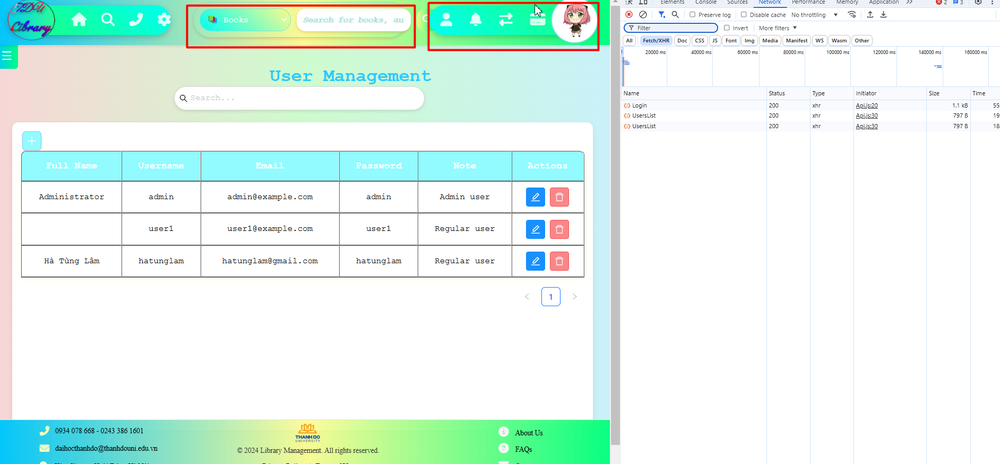 TDU
Library
Books
Search for books, au
User Management
Search...
Full Name Username Email Password Note Actions
Administrator admin admin@example.com admin Admin user
user1 user1@example.com user1 Regular user
Hà Tùng Lâm hatunglam hatunglam@gmail.com hatunglam Regular user
1
0934 078 668 - 0243 386 1601
daihocthanhdo@thanhdouni.edu.vn
THANH DO
UNIVERSITY
© 2024 Library Management. All rights reserved.
About Us
FAQs
Elements Console Sources Network Performance Memory Application 2 3
Preserve log Disable cache No throttling
Filter Invert More filters
All Fetch/XHR Doc CSS JS Font Img Media Manifest WS Wasm Other
20000 ms 40000 ms 60000 ms 80000 ms 100000 ms 120000 ms 140000 ms 160000 ms
Name Status Type Initiator Size Time
Login 200 xhr Api.js:20 1.1 kB 55
UsersList 200 xhr Api.js:30 797 B 19
UsersList 200 xhr Api.js:30 797 B 18